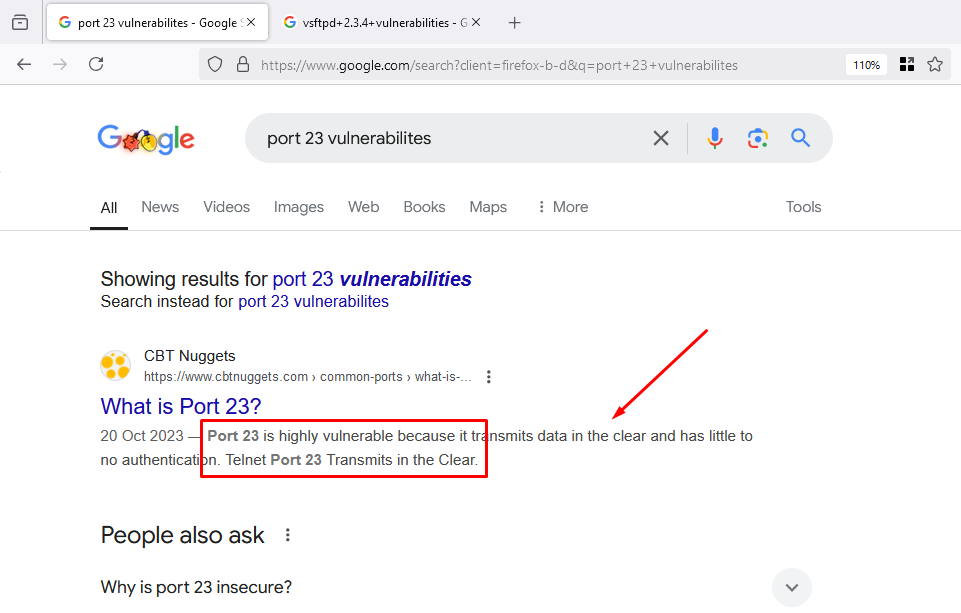 port 23 vulnerabilites - Google S
vsftpd+2.3.4+vulnerabilities - G
https://www.google.com/search?client=firefox-b-d&q=port+23+vulnerabilites
110%
Google
port 23 vulnerabilites
All News Videos Images Web Books Maps More Tools
Showing results for port 23 vulnerabilities
Search instead for port 23 vulnerabilites
CBT Nuggets
https://www.cbtnuggets.com › common-ports › what-is-...
What is Port 23?
20 Oct 2023 — Port 23 is highly vulnerable because it transmits data in the clear and has little to
no authentication. Telnet Port 23 Transmits in the Clear.
People also ask
Why is port 23 insecure?